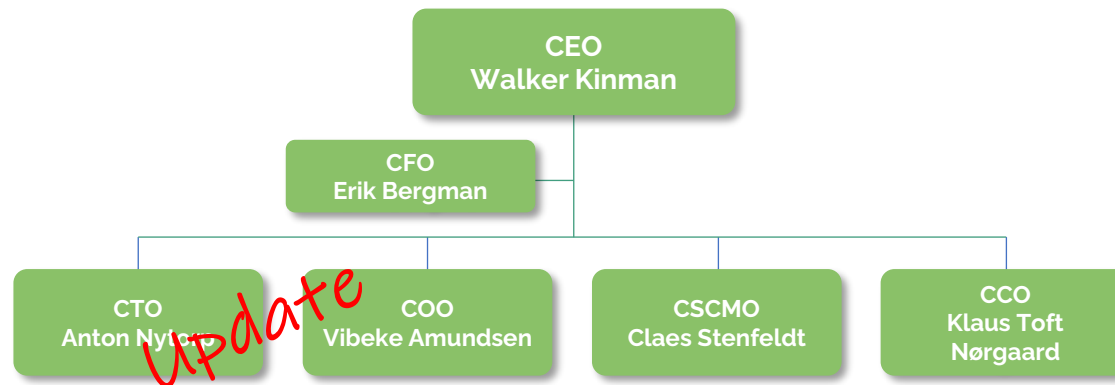 CEO
Walker Kinman
CFO
Erik Bergman
CTO
Anton Nytorp
Update
COO
Vibeke Amundsen
CSCMO
Claes Stenfeldt
CCO
Klaus Toft
Nørgaard